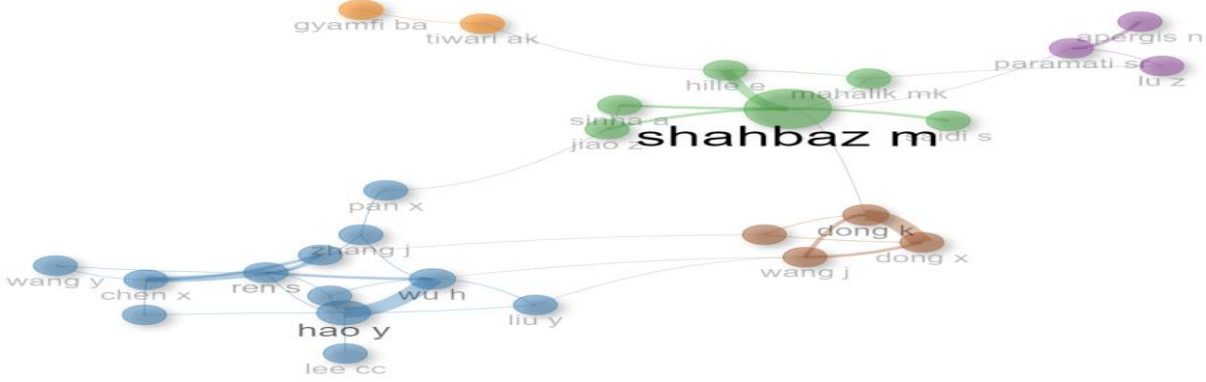 gyamfi ba
tiwari ak
apergis n
paramati sr
lu z
hille e
mahalik mk
sinha a
jiao z
shahbaz m
saidi s
pan x
dong k
zhang j
dong x
wang j
wang y
chen x
ren s
wu h
liu y
hao y
lee cc